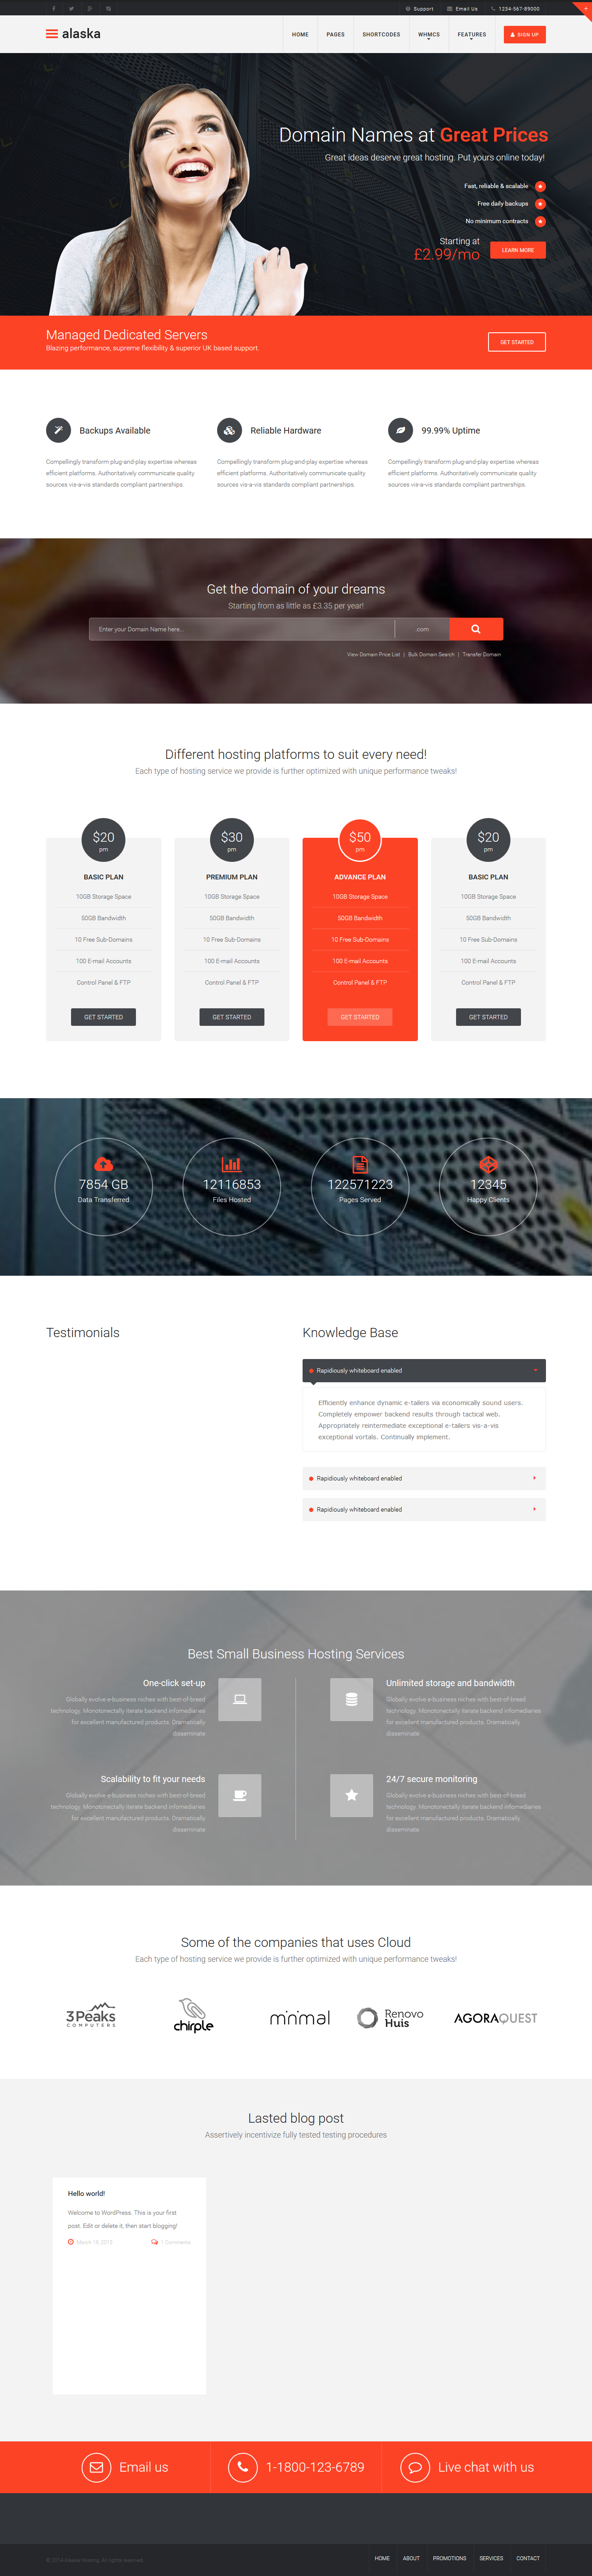 Support
Email Us
1234-567-89000
alaska
HOME
PAGES
SHORTCODES
WHMCS
FEATURES
SIGN UP
Domain Names at Great Prices
Great ideas deserve great hosting. Put yours online today!
Fast, reliable & scalable
Free daily backups
No minimum contracts
Starting at
£2.99/mo
LEARN MORE
Managed Dedicated Servers
Blazing performance, supreme flexibility & superior UK based support.
GET STARTED
Backups Available
Compellingly transform plug-and-play expertise whereas
efficient platforms. Authoritatively communicate quality
sources vis-a-vis standards compliant partnerships.
Reliable Hardware
Compellingly transform plug-and-play expertise whereas
efficient platforms. Authoritatively communicate quality
sources vis-a-vis standards compliant partnerships.
99.99% Uptime
Compellingly transform plug-and-play expertise whereas
efficient platforms. Authoritatively communicate quality
sources vis-a-vis standards compliant partnerships.
Get the domain of your dreams
Starting from as little as £3.35 per year!
Enter your Domain Name here...
.com
View Domain Price List | Bulk Domain Search | Transfer Domain
Different hosting platforms to suit every need!
Each type of hosting service we provide is further optimized with unique performance tweaks!
$20
pm
BASIC PLAN
10GB Storage Space
50GB Bandwidth
10 Free Sub-Domains
100 E-mail Accounts
Control Panel & FTP
GET STARTED
$30
pm
PREMIUM PLAN
10GB Storage Space
50GB Bandwidth
10 Free Sub-Domains
100 E-mail Accounts
Control Panel & FTP
GET STARTED
$50
pm
ADVANCE PLAN
10GB Storage Space
50GB Bandwidth
10 Free Sub-Domains
100 E-mail Accounts
Control Panel & FTP
GET STARTED
$20
pm
BASIC PLAN
10GB Storage Space
50GB Bandwidth
10 Free Sub-Domains
100 E-mail Accounts
Control Panel & FTP
GET STARTED
7854 GB
Data Transferred
12116853
Files Hosted
122571223
Pages Served
12345
Happy Clients
Testimonials
Knowledge Base
Rapidiously whiteboard enabled
Efficiently enhance dynamic e-tailers via economically sound users.
Completely empower backend results through tactical web.
Appropriately reintermediate exceptional e-tailers vis-a-vis
exceptional vortals. Continually implement.
Rapidiously whiteboard enabled
Rapidiously whiteboard enabled
Best Small Business Hosting Services
One-click set-up
Globally evolve e-business niches with best-of-breed
technology. Monotonectally iterate backend infomediaries
for excellent manufactured products. Dramatically
disseminate
Unlimited storage and bandwidth
Globally evolve e-business niches with best-of-breed
technology. Monotonectally iterate backend infomediaries
for excellent manufactured products. Dramatically
disseminate
Scalability to fit your needs
Globally evolve e-business niches with best-of-breed
technology. Monotonectally iterate backend infomediaries
for excellent manufactured products. Dramatically
disseminate
24/7 secure monitoring
Globally evolve e-business niches with best-of-breed
technology. Monotonectally iterate backend infomediaries
for excellent manufactured products. Dramatically
disseminate
Some of the companies that uses Cloud
Each type of hosting service we provide is further optimized with unique performance tweaks!
3Peaks
COMPUTERS
chirple
minimal
Renovo
Huis
AGORAQUEST
Lasted blog post
Assertively incentivize fully tested testing procedures
Hello world!
Welcome to WordPress. This is your first
post. Edit or delete it, then start blogging!
1 Comments
Email us
1-1800-123-6789
Live chat with us
HOME
ABOUT
PROMOTIONS
SERVICES
CONTACT